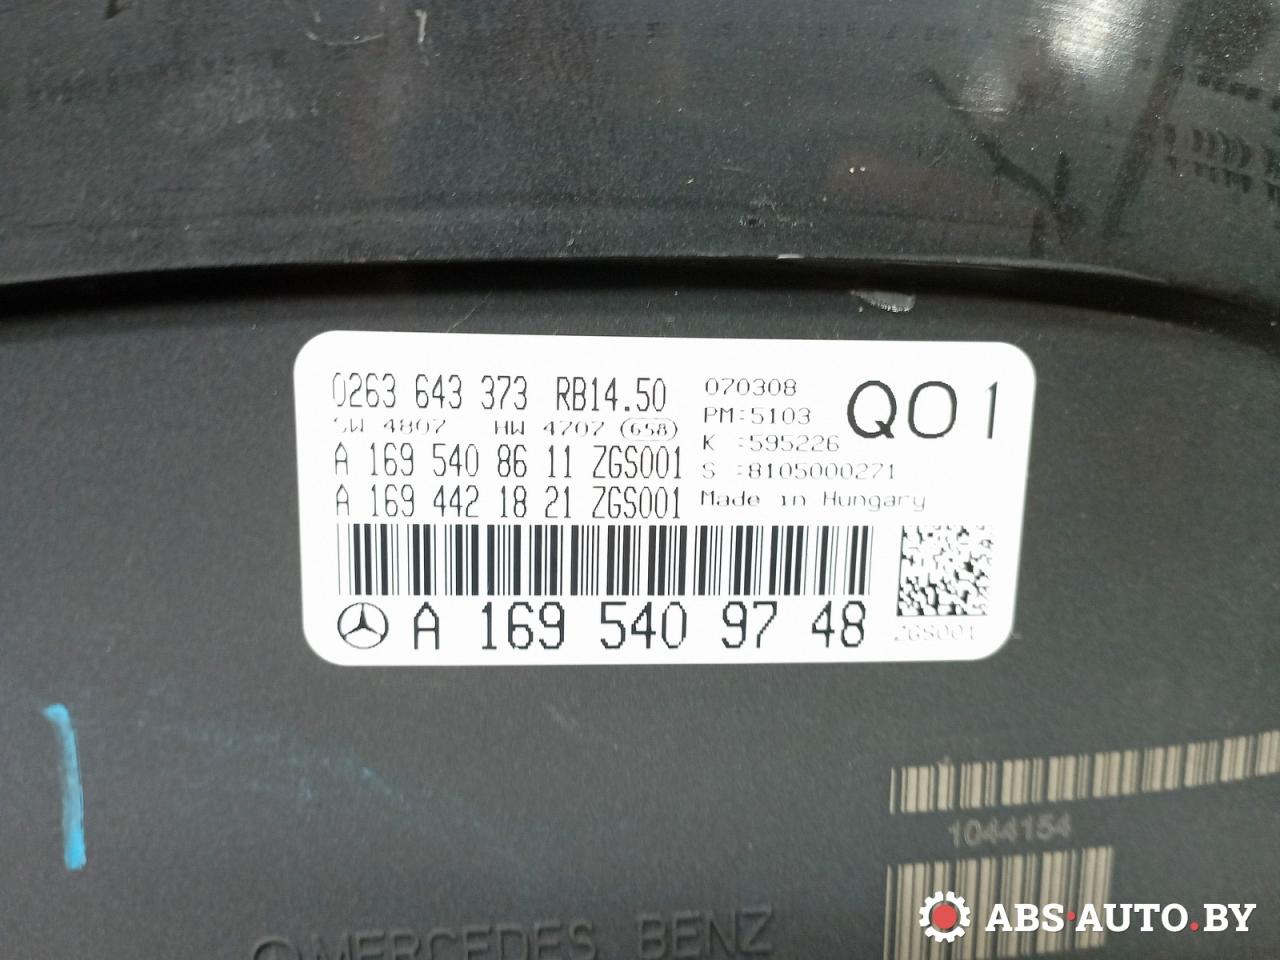 0263 643 373 RB14.50
SW 4807 HW 4707 658
A 169 540 86 11 ZGS001
A 169 442 18 21 ZGS001
070308
PM:5103
K :595226
S :8105000271
Made in Hungary
Q01
A 169 540 97 48
ZGS001
1044154
MERCEDES BENZ
ABS-AUTO.BY